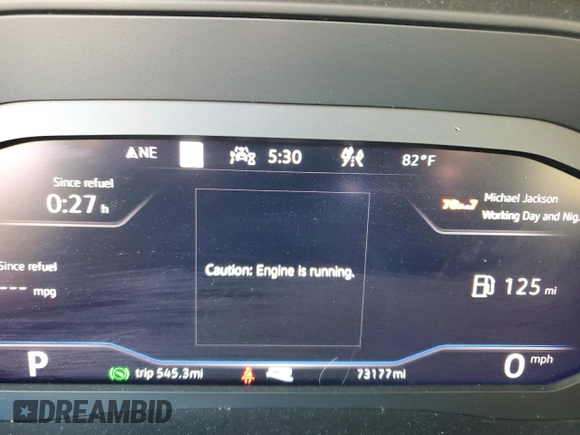 NE 5:30 82°F
Since refuel
0:27 h
Michael Jackson
Working Day and Nig.
Caution: Engine is running.
Since refuel
--- mpg
125 mi
P trip 545.3mi 73177mi 0 mph
DREAMBID